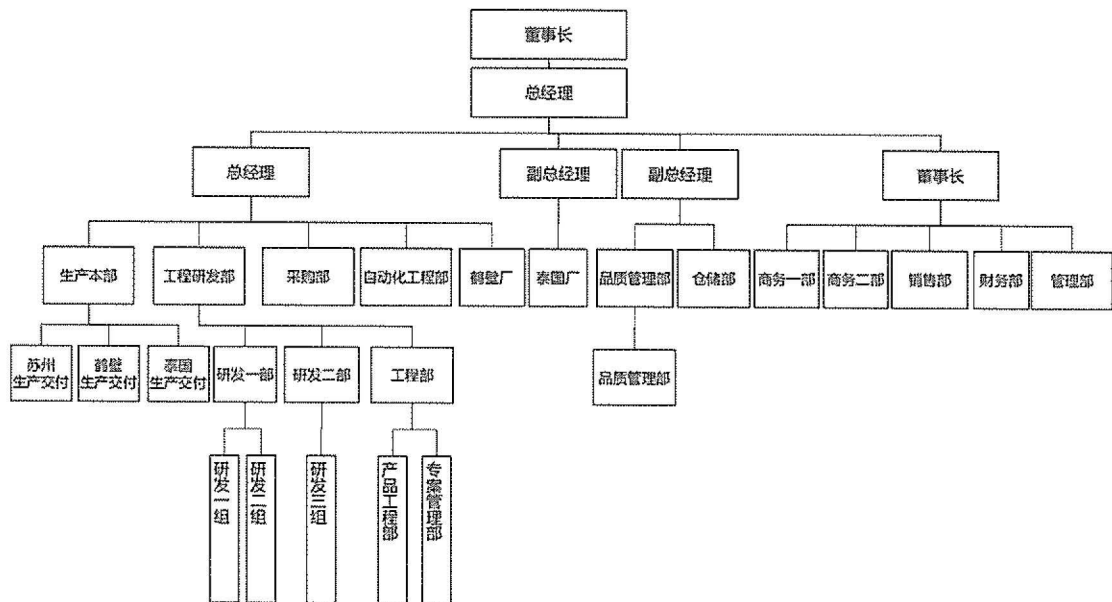 董事长
总经理
总经理
副总经理
副总经理
董事长
生产本部
工程研发部
采购部
自动化工程部
鹤壁厂
泰国厂
品质管理部
仓储部
商务一部
商务二部
销售部
财务部
管理部
苏州
生产交付
鹤壁
生产交付
泰国
生产交付
研发一部
研发二部
工程部
品质管理部
研发一组
研发二组
研发三组
产品工程部
专案管理部